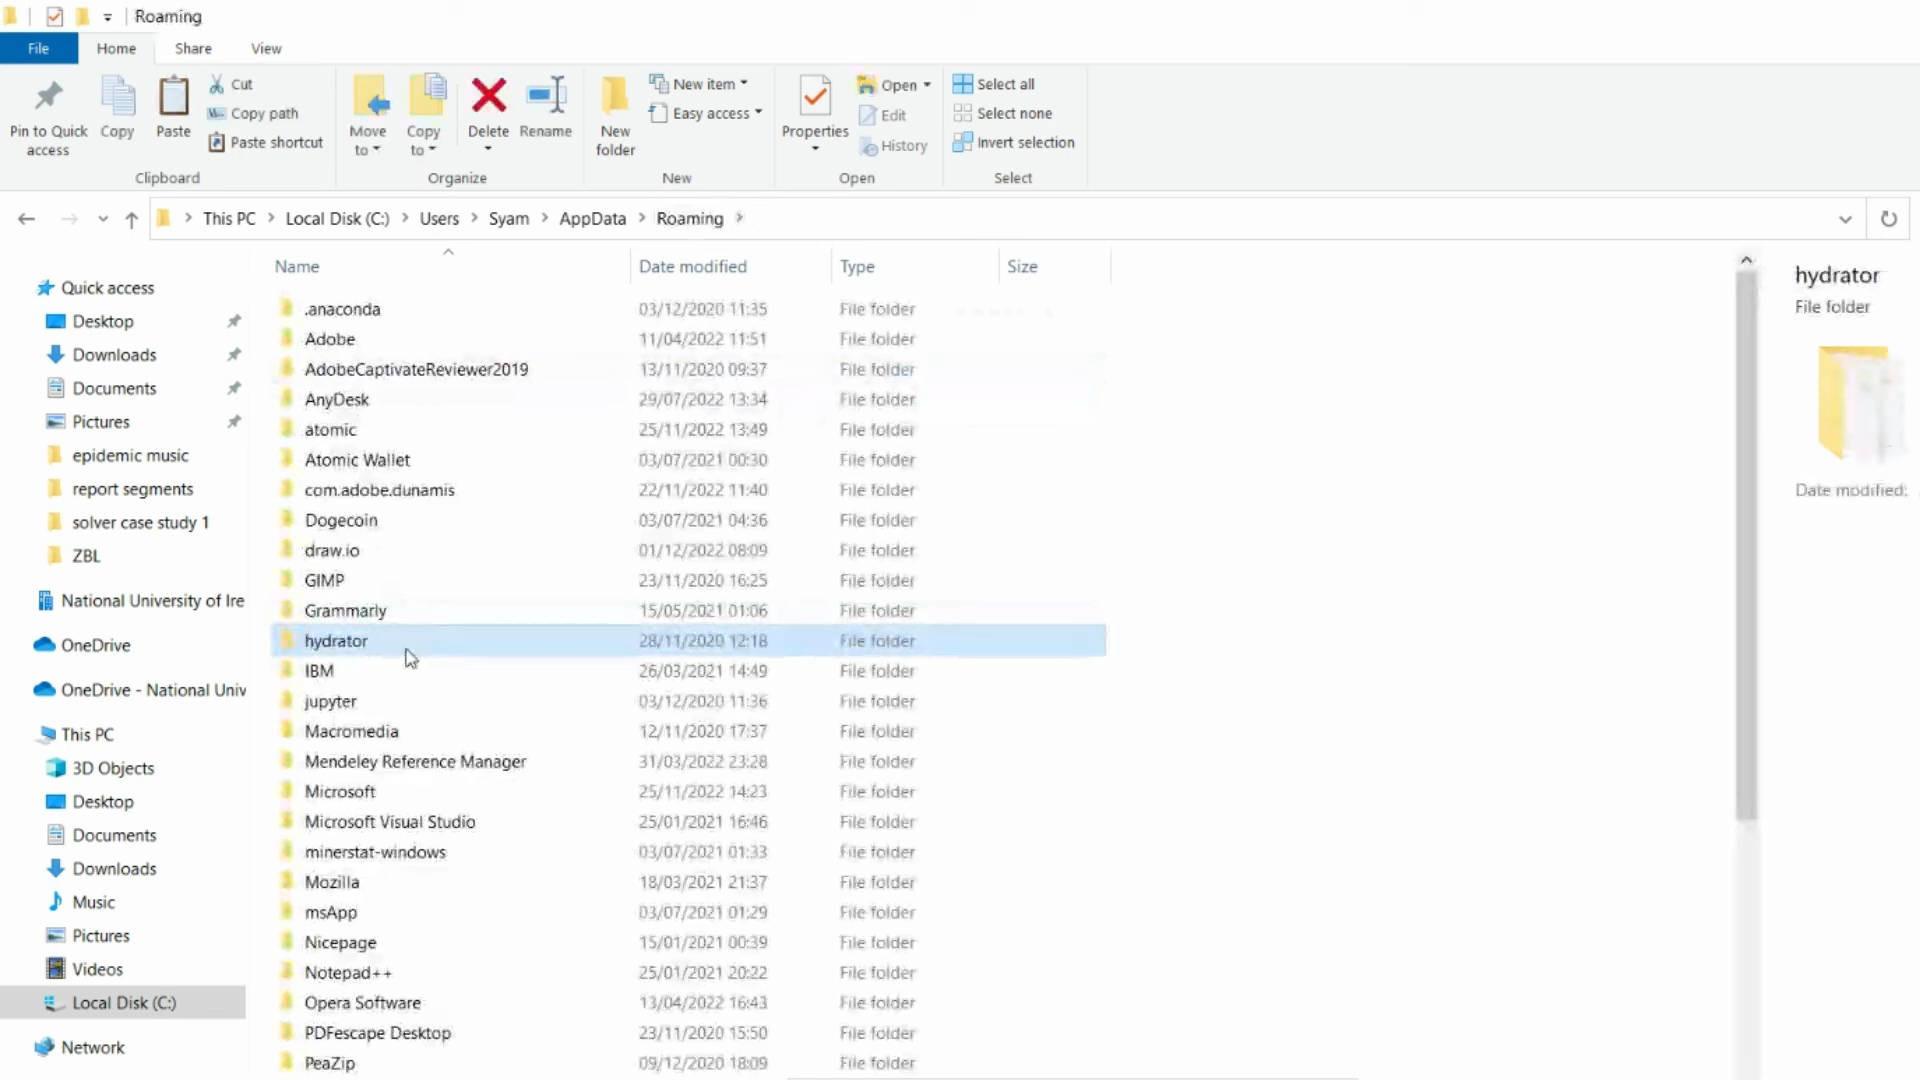 Roaming
File Home Share View
Pin to Quick access
Copy
Paste
Cut
Copy path
Paste shortcut
Clipboard
Move to
Copy to
Delete
Rename
Organize
New folder
New item
Easy access
New
Properties
Open
Edit
History
Open
Select all
Select none
Invert selection
Select
This PC > Local Disk (C:) > Users > Syam > AppData > Roaming >
Quick access
Desktop
Downloads
Documents
Pictures
epidemic music
report segments
solver case study 1
ZBL
National University of Ire
OneDrive
OneDrive - National Univ
This PC
3D Objects
Desktop
Documents
Downloads
Music
Pictures
Videos
Local Disk (C:)
Network
Name Date modified Type Size
.anaconda 03/12/2020 11:35 File folder
Adobe 11/04/2022 11:51 File folder
AdobeCaptivateReviewer2019 13/11/2020 09:37 File folder
AnyDesk 29/07/2022 13:34 File folder
atomic 25/11/2022 13:49 File folder
Atomic Wallet 03/07/2021 00:30 File folder
com.adobe.dunamis 22/11/2022 11:40 File folder
Dogecoin 03/07/2021 04:36 File folder
draw.io 01/12/2022 08:09 File folder
GIMP 23/11/2020 16:25 File folder
Grammarly 15/05/2021 01:06 File folder
hydrator 28/11/2020 12:18 File folder
IBM 26/03/2021 14:49 File folder
jupyter 03/12/2020 11:36 File folder
Macromedia 12/11/2020 17:37 File folder
Mendeley Reference Manager 31/03/2022 23:28 File folder
Microsoft 25/11/2022 14:23 File folder
Microsoft Visual Studio 25/01/2021 16:46 File folder
minerstat-windows 03/07/2021 01:33 File folder
Mozilla 18/03/2021 21:37 File folder
msApp 03/07/2021 01:29 File folder
Nicepage 15/01/2021 00:39 File folder
Notepad++ 25/01/2021 20:22 File folder
Opera Software 13/04/2022 16:43 File folder
PDFescape Desktop 23/11/2020 15:50 File folder
PeaZip 09/12/2020 18:09 File folder
hydrator
File folder
Date modified: